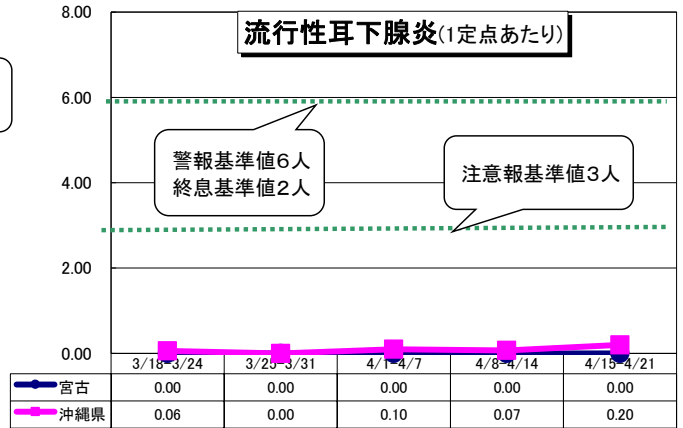 流行性耳下腺炎(1定点あたり)
8.00
6.00
4.00
2.00
0.00
警報基準値6人
終息基準値2人
注意報基準値3人
3/18-3/24 3/25-3/31 4/1-4/7 4/8-4/14 4/15-4/21
宮古 0.00 0.00 0.00 0.00 0.00
沖縄県 0.06 0.00 0.10 0.07 0.20